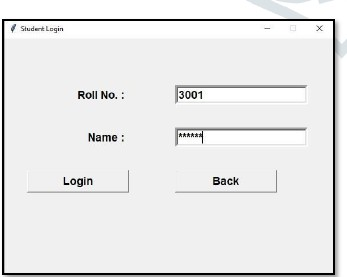 Student Login
Roll No. : 3001
Name : ******
Login Back